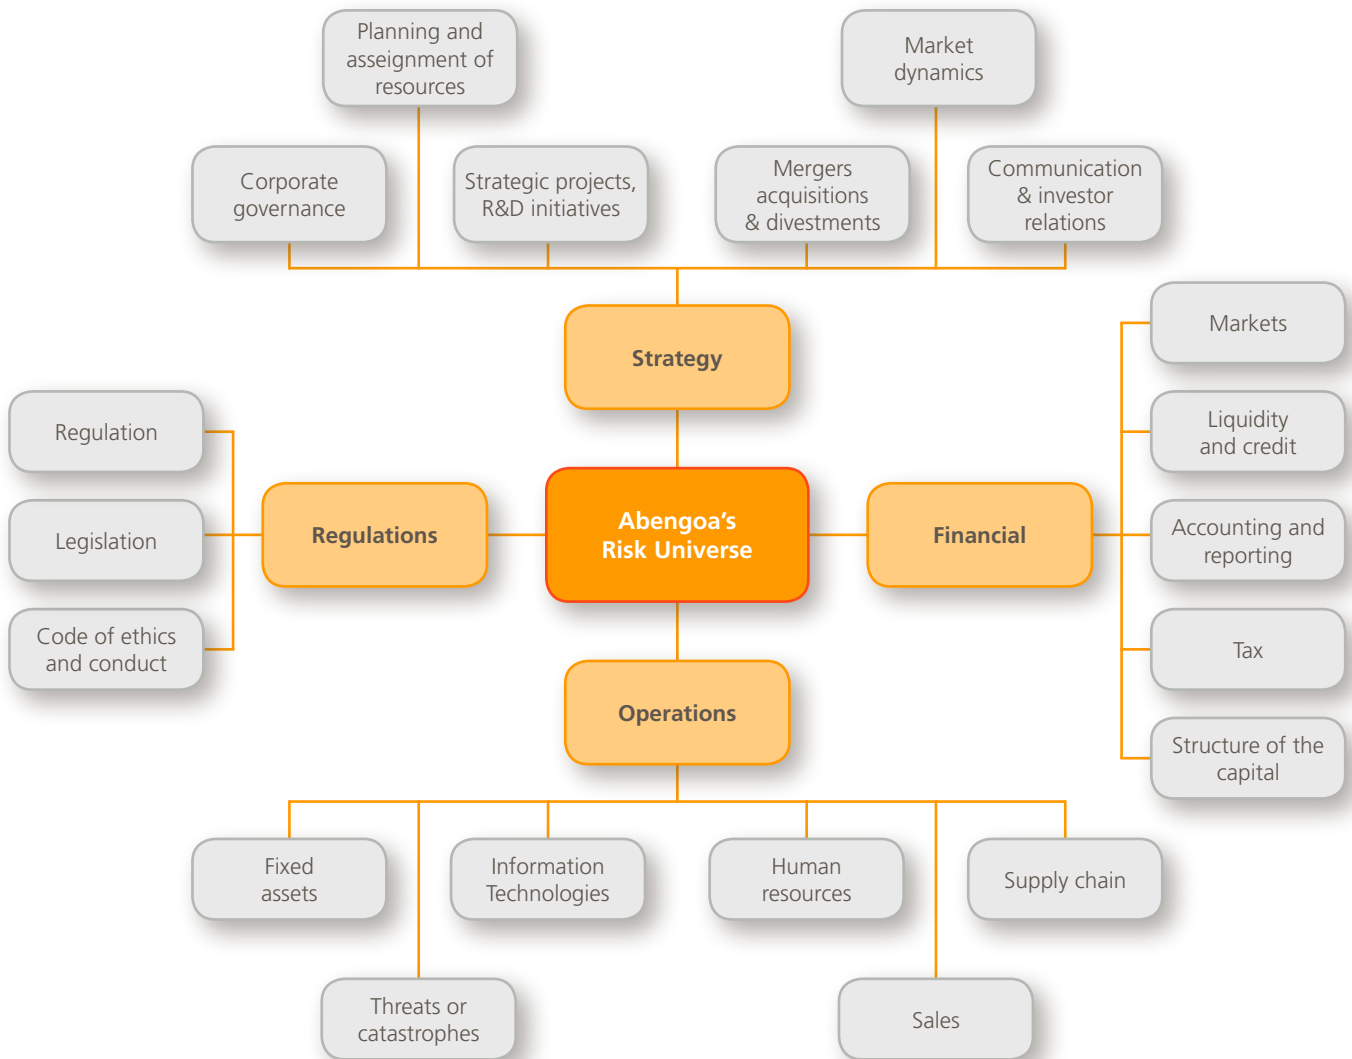 Planning and
asseignment of
resources
Market
dynamics
Corporate
governance
Strategic projects,
R&D initiatives
Mergers
acquisitions
& divestments
Communication
& investor
relations
Strategy
Markets
Liquidity
and credit
Accounting and
reporting
Tax
Structure of the
capital
Regulation
Legislation
Code of ethics
and conduct
Regulations
Abengoa's
Risk Universe
Financial
Operations
Fixed
assets
Information
Technologies
Human
resources
Supply chain
Threats or
catastrophes
Sales